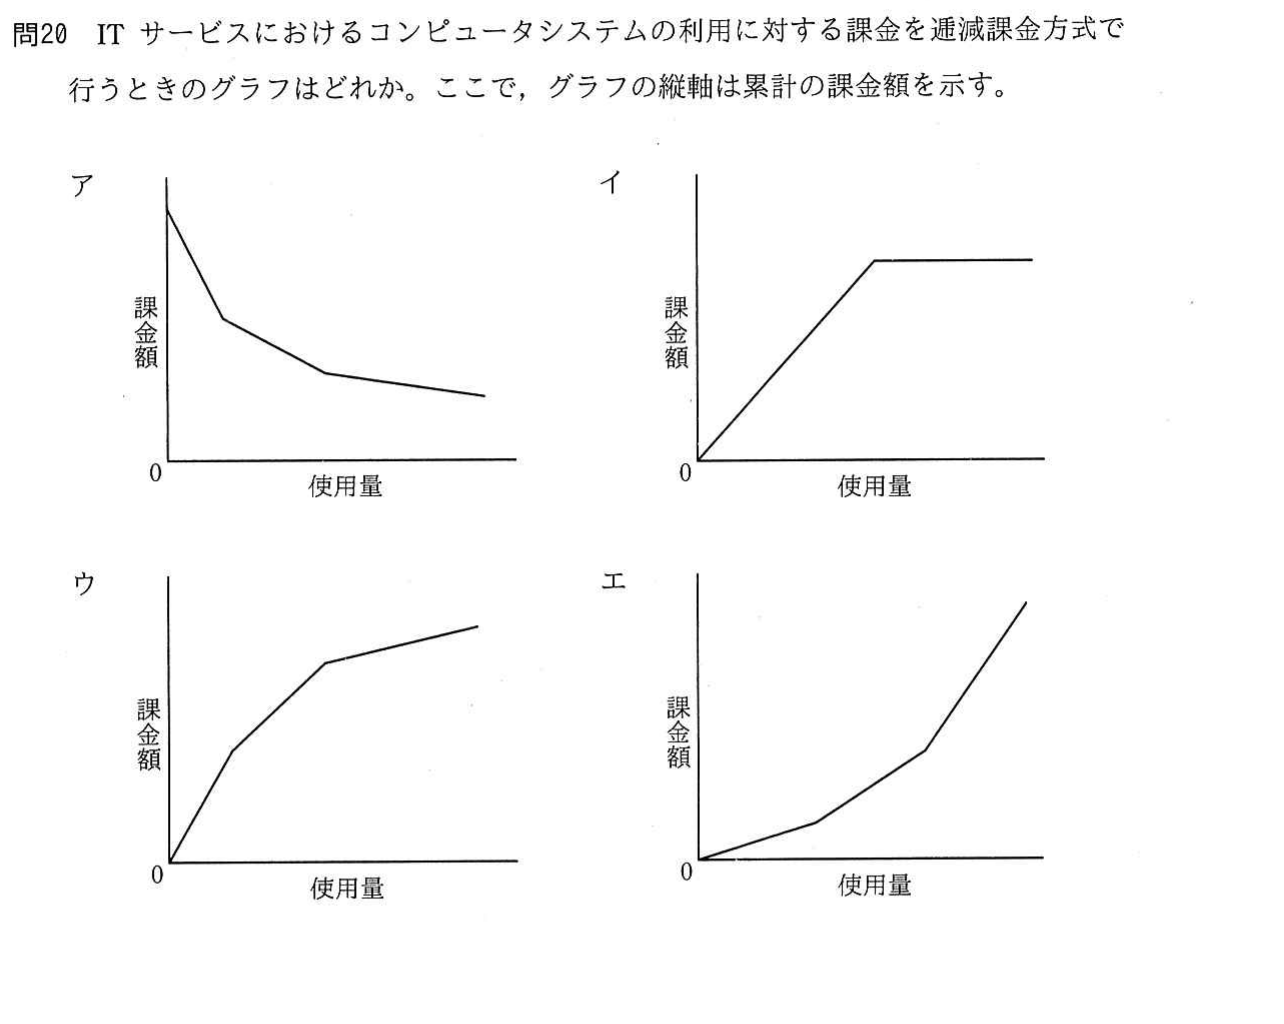 問20 IT サービスにおけるコンピュータシステムの利用に対する課金を逓減課金方式で
行うときのグラフはどれか。ここで，グラフの縦軸は累計の課金額を示す。
ア
課金額
0
使用量
イ
課金額
0
使用量
ウ
課金額
0
使用量
エ
課金額
0
使用量